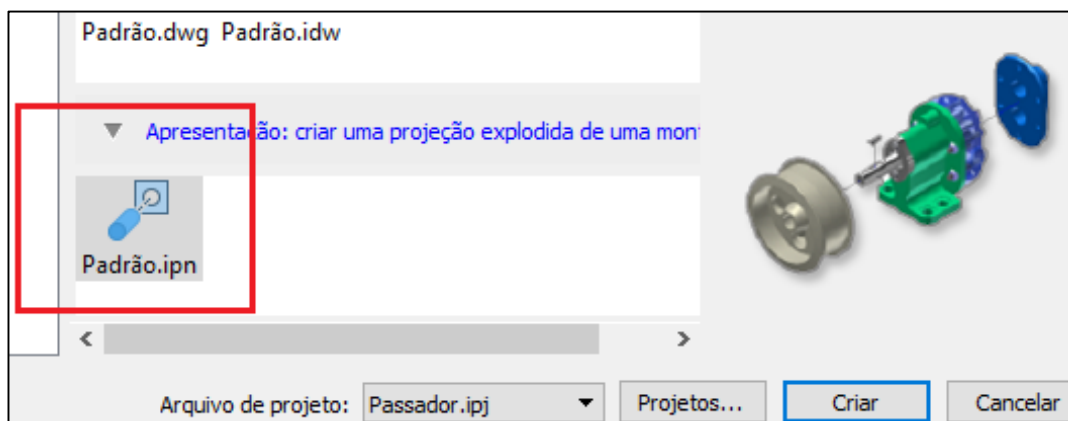 Padrão.dwg Padrão.idw
Apresentação: criar uma projeção explodida de uma mon
Padrão.ipn
Arquivo de projeto: Passador.ipj Projetos... Criar Cancelar